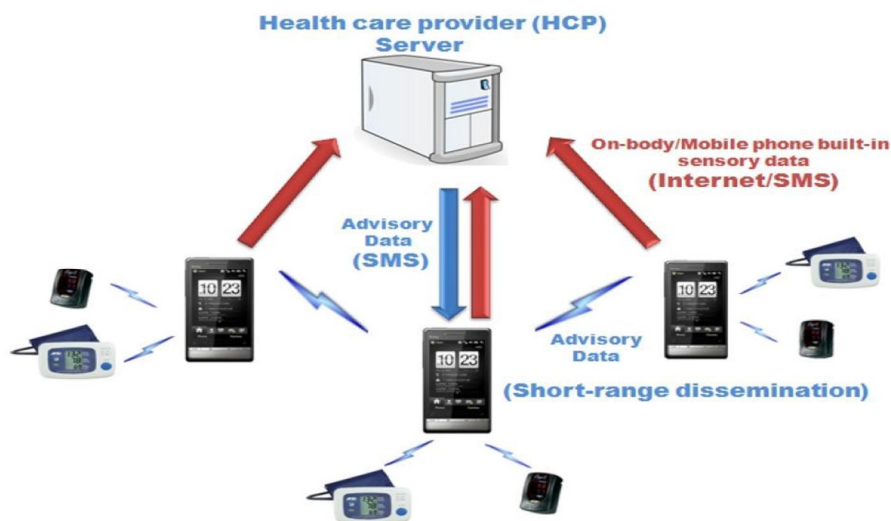 Health care provider (HCP)
Server
On-body/Mobile phone built-in
sensory data
(Internet/SMS)
Advisory
Data
(SMS)
10 23
10 23
10 23
Advisory
Data
(Short-range dissemination)